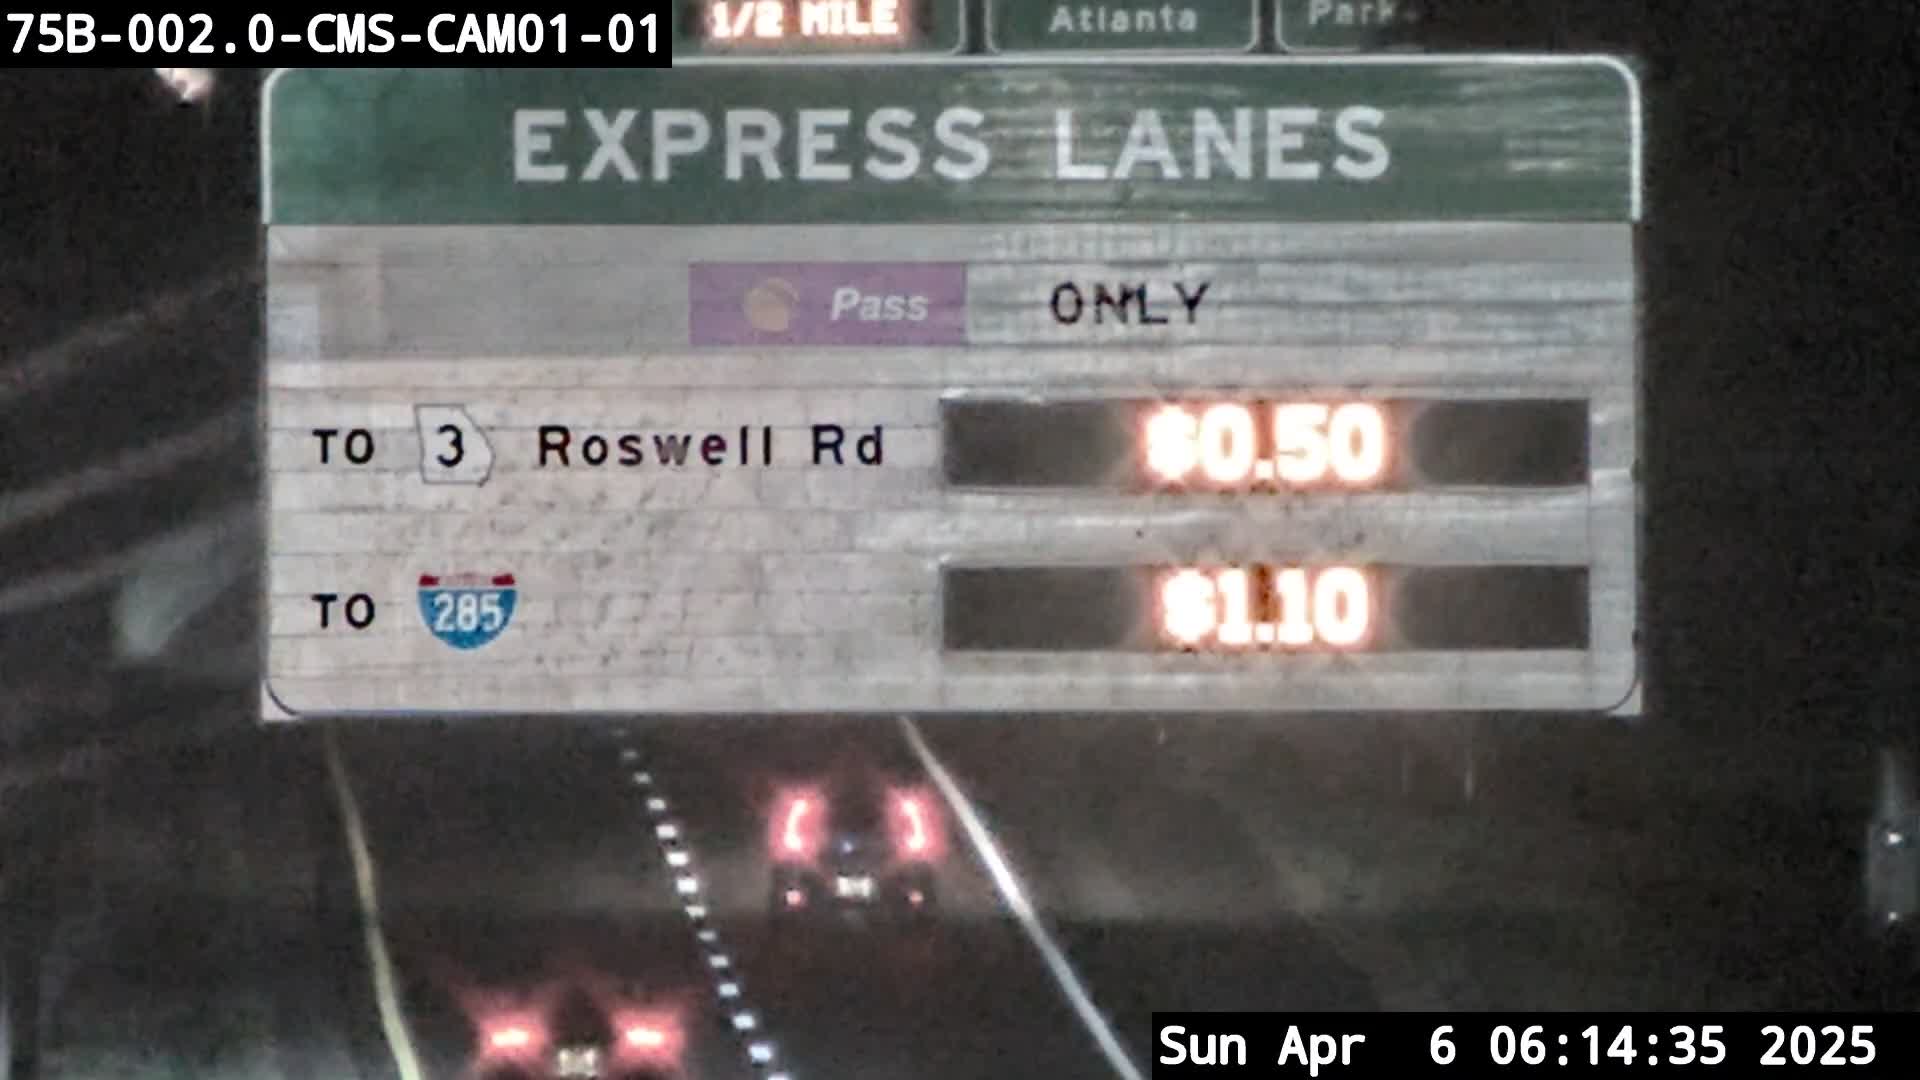 75B-002.0-CMS-CAM01-01
1/2 MILE
Atlanta
Park
EXPRESS LANES
Pass ONLY
TO 3 Roswell Rd $0.50
TO 285 $1.10
Sun Apr 6 06:14:35 2025